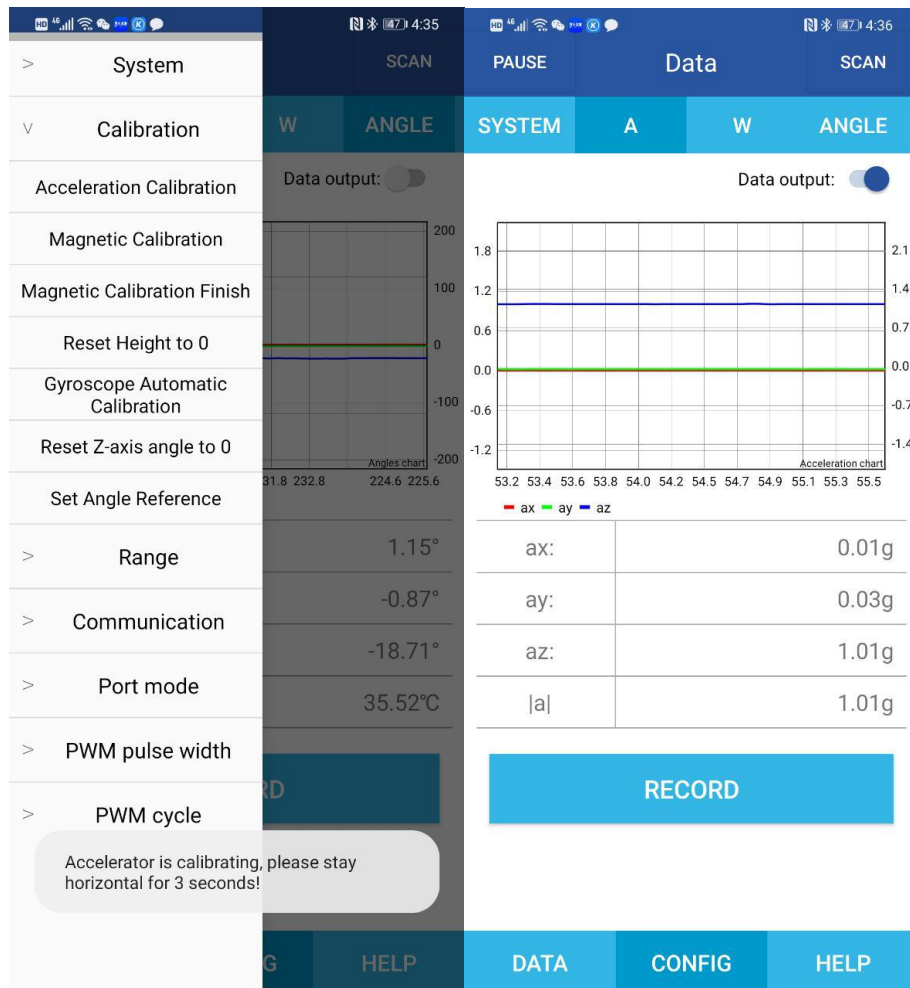 HD 46 4:35
> System
SCAN
v Calibration
W ANGLE
Acceleration Calibration
Data output:
Magnetic Calibration
200
Magnetic Calibration Finish
100
Reset Height to 0
0
Gyroscope Automatic
Calibration
-100
Reset Z-axis angle to 0
Angles chart
-200
31.8 232.8 224.6 225.6
Set Angle Reference
> Range
1.15°
-0.87°
> Communication
-18.71°
> Port mode
35.52℃
> PWM pulse width
RD
> PWM cycle
Accelerator is calibrating, please stay
horizontal for 3 seconds!
G HELP
HD 46 47 4:36
PAUSE Data SCAN
SYSTEM A W ANGLE
Data output:
1.8 2.1
1.2 1.4
0.6 0.7
0.0 0.0
-0.6 -0.7
-1.2 -1.4
Acceleration chart
53.2 53.4 53.6 53.8 54.0 54.2 54.5 54.7 54.9 55.1 55.3 55.5
ax ay az
ax: 0.01g
ay: 0.03g
az: 1.01g
|a| 1.01g
RECORD
DATA CONFIG HELP